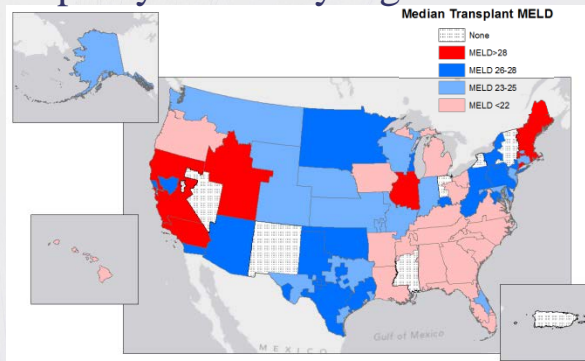 Median Transplant MELD
None
MELD>28
MELD 26-28
MELD 23-25
MELD <22
MEXICO
Gulf of Mexico